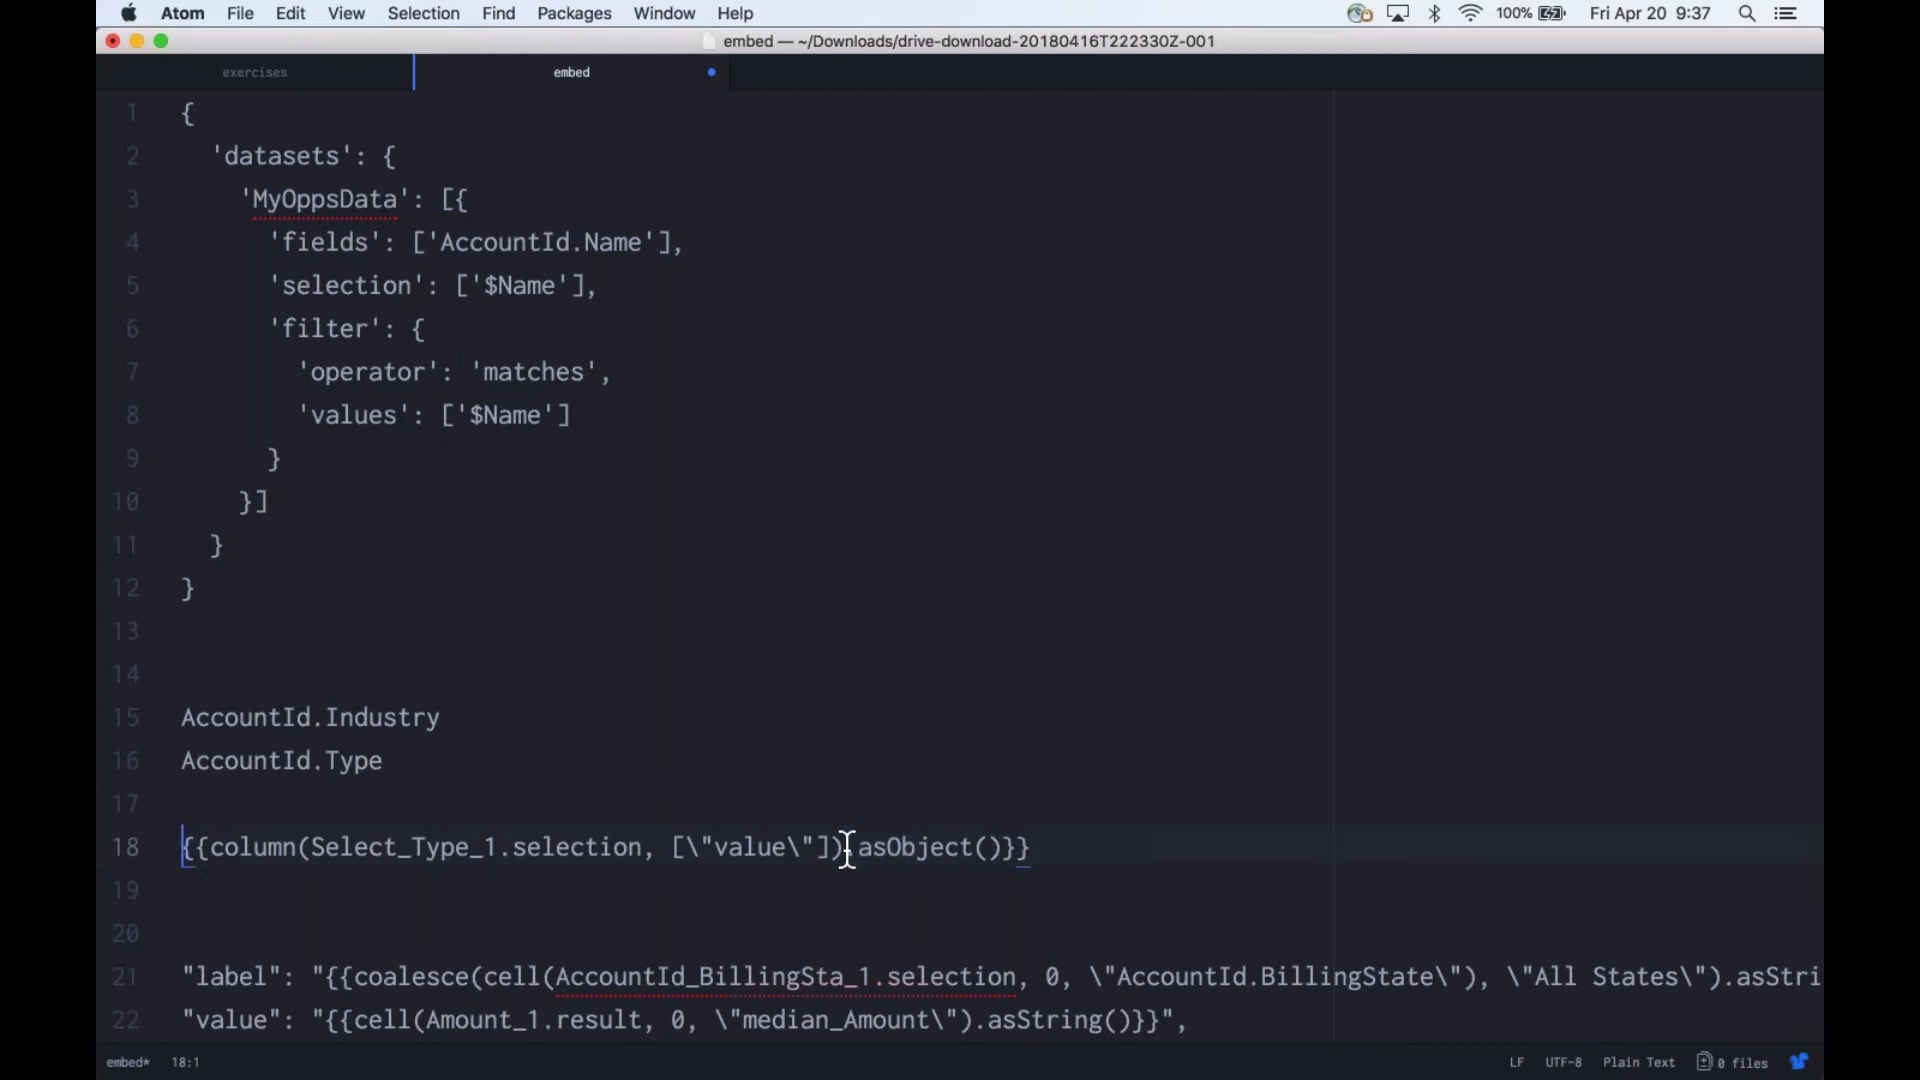 Atom File Edit View Selection Find Packages Window Help 100% Fri Apr 20 9:37
embed — ~/Downloads/drive-download-20180416T222330Z-001
exercises embed
1 {
2 'datasets': {
3 'MyOppsData': [{
4 'fields': ['AccountId.Name'],
5 'selection': ['$Name'],
6 'filter': {
7 'operator': 'matches',
8 'values': ['$Name']
9 }
10 }]
11 }
12 }
13
14
15 AccountId.Industry
16 AccountId.Type
17
18 {{column(Select_Type_1.selection, [\"value\"]).asObject()}}
19
20
21 "label": "{{coalesce(cell(AccountId_BillingSta_1.selection, 0, \"AccountId.BillingState\"), \"All States\").asStri
22 "value": "{{cell(Amount_1.result, 0, \"median_Amount\").asString()}}",
embed* 18:1 LF UTF-8 Plain Text 0 files